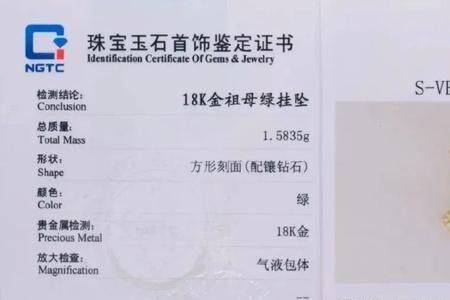 NGTC
珠宝玉石首饰鉴定证书
Identification Certificate Of Gems & Jewelry
检测结论: 18K金祖母绿挂坠
Conclusion
总质量: 1.5835g
Total Mass
形状: 方形刻面(配镶钻石)
Shape
颜色: 绿
Color
贵金属检测: 18K金
Precious Metal
放大检查: 气液包体
Magnification
S-VE